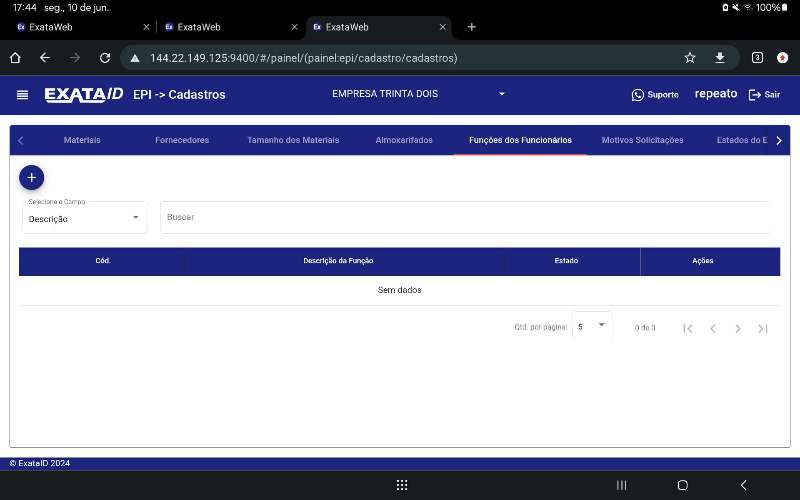 17:44 seg., 10 de jun.
100%
ExataWeb
ExataWeb
ExataWeb
144.22.149.125:9400/#/painel/(painel:epi/cadastro/cadastros)
3
EXATAID
EPI -> Cadastros
EMPRESA TRINTA DOIS
Suporte
repeato
Sair
Materiais
Fornecedores
Tamanho dos Materiais
Almoxarifados
Funções dos Funcionários
Motivos Solicitações
Estados do E
+
Selecione o Campo
Descrição
Buscar
Cód.
Descrição da Função
Estado
Ações
Sem dados
Qtd. por página:
5
0 de 0
© ExataID 2024